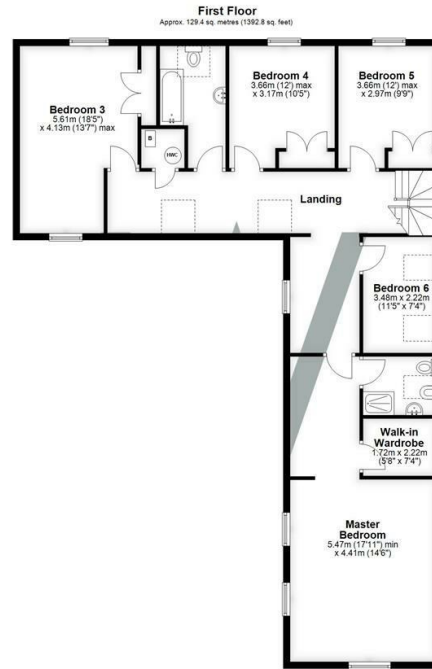 First Floor
Approx. 129.4 sq. metres (1392.8 sq. feet)
Bedroom 3
5.61m (18'5")
x 4.13m (13'7") max
Bedroom 4
3.66m (12') max
x 3.17m (10'5")
Bedroom 5
3.66m (12') max
x 2.97m (9'9")
B
HWC
Landing
Bedroom 6
3.48m x 2.22m
(11'5" x 7'4")
Walk-in
Wardrobe
1.72m x 2.22m
(5'8" x 7'4")
Master
Bedroom
5.47m (17'11") min
x 4.41m (14'6")